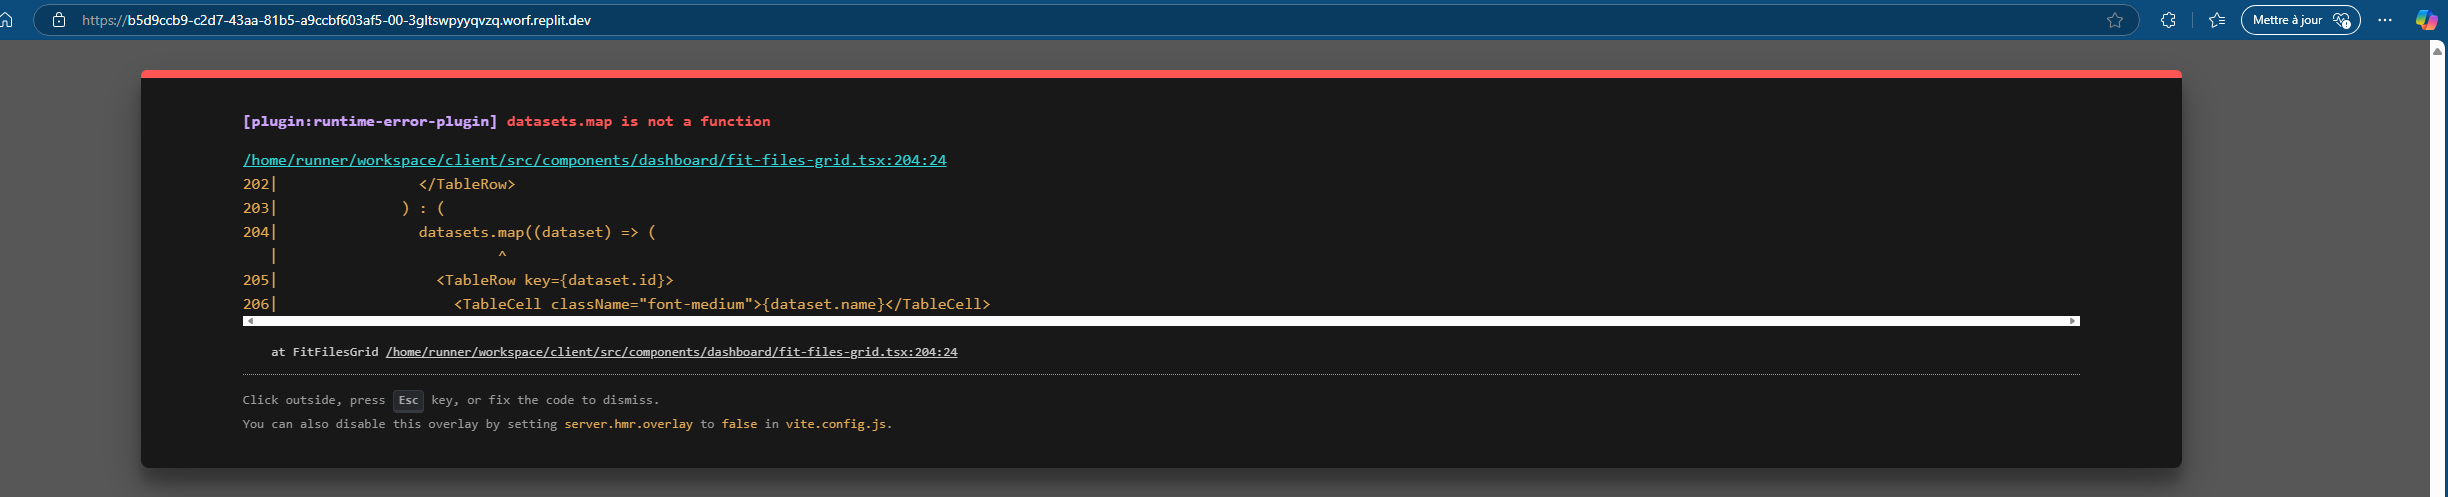 https://b5d9ccb9-c2d7-43aa-81b5-a9ccbf603af5-00-3gltswpyyqvzq.worf.replit.dev
Mettre à jour
[plugin:runtime-error-plugin] datasets.map is not a function
/home/runner/workspace/client/src/components/dashboard/fit-files-grid.tsx:204:24
202|                </TableRow>
203|              ) : (
204|                datasets.map((dataset) => (
   |                         ^
205|                  <TableRow key={dataset.id}>
206|                    <TableCell className="font-medium">{dataset.name}</TableCell>
at FitFilesGrid /home/runner/workspace/client/src/components/dashboard/fit-files-grid.tsx:204:24
Click outside, press Esc key, or fix the code to dismiss.
You can also disable this overlay by setting server.hmr.overlay to false in vite.config.js.